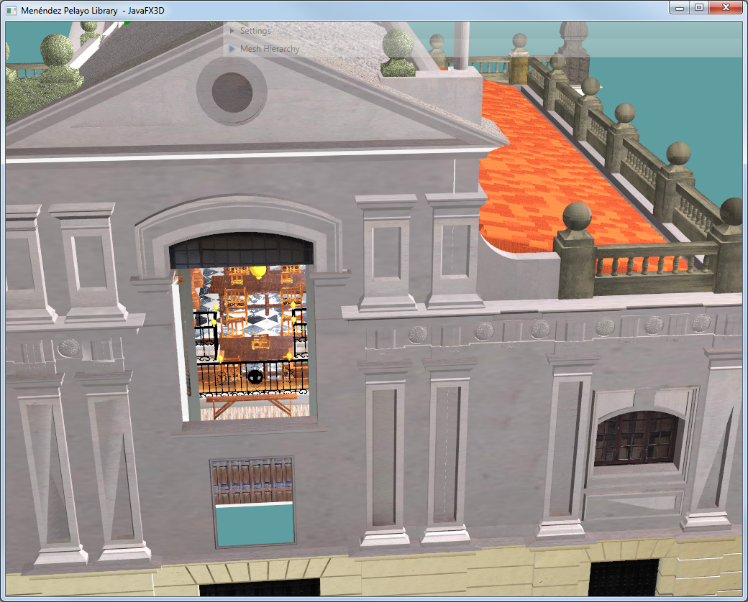 Menéndez Pelayo Library - JavaFX3D
Settings
Mesh Hierarchy